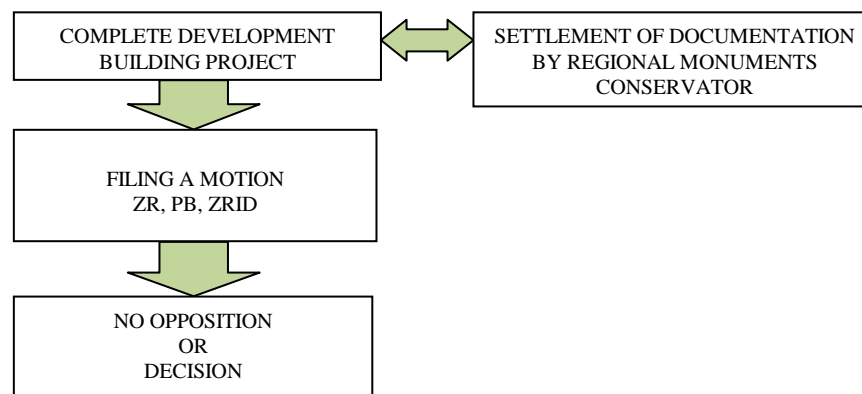 COMPLETE DEVELOPMENT
BUILDING PROJECT
SETTLEMENT OF DOCUMENTATION
BY REGIONAL MONUMENTS
CONSERVATOR
FILING A MOTION
ZR, PB, ZRID
NO OPPOSITION
OR
DECISION